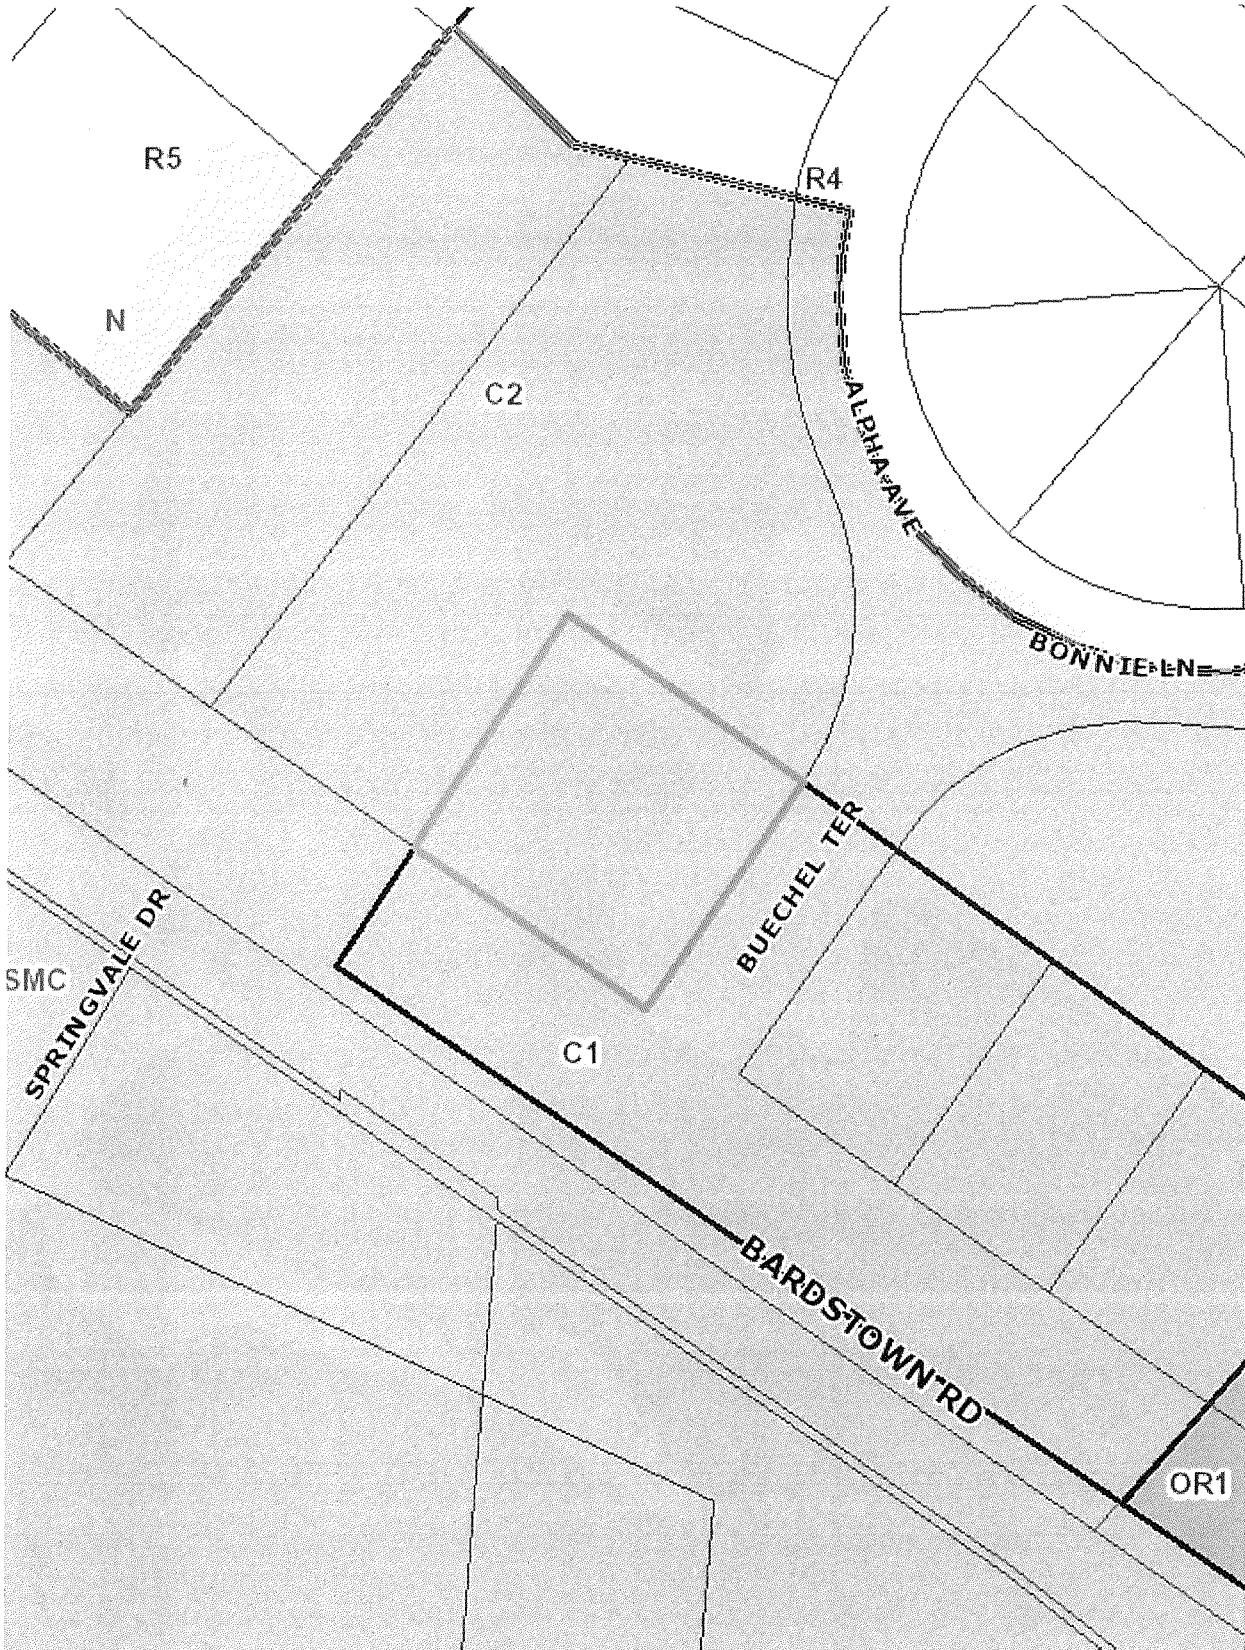 R5
R4
N
C2
ALPHA AVE
BONNIE LN
BUECHEL TER
SPRINGVALE DR
SMC
C1
BARDSTOWN RD
OR1